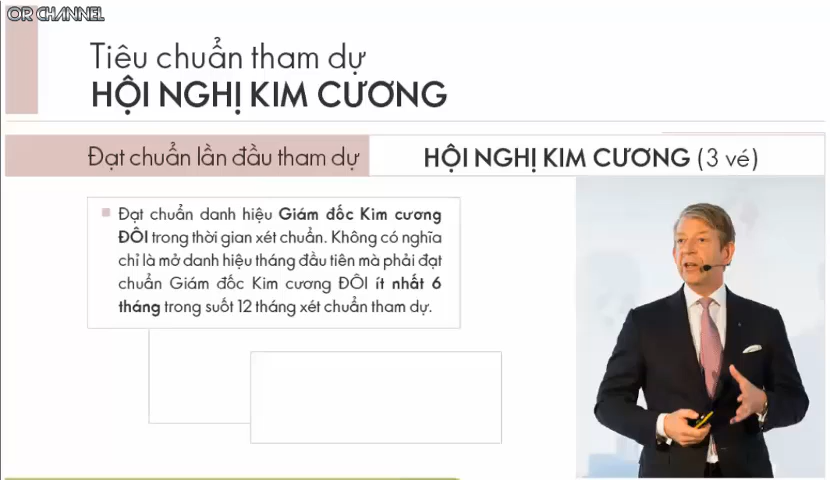 OR CHANNEL
Tiêu chuẩn tham dự
HỘI NGHỊ KIM CƯƠNG
Đạt chuẩn lần đầu tham dự
HỘI NGHỊ KIM CƯƠNG (3 vé)
Đạt chuẩn danh hiệu Giám đốc Kim cương
ĐÔI trong thời gian xét chuẩn. Không có nghĩa
chỉ là mở danh hiệu tháng đầu tiên mà phải đạt
chuẩn Giám đốc Kim cương ĐÔI ít nhất 6
tháng trong suốt 12 tháng xét chuẩn tham dự.